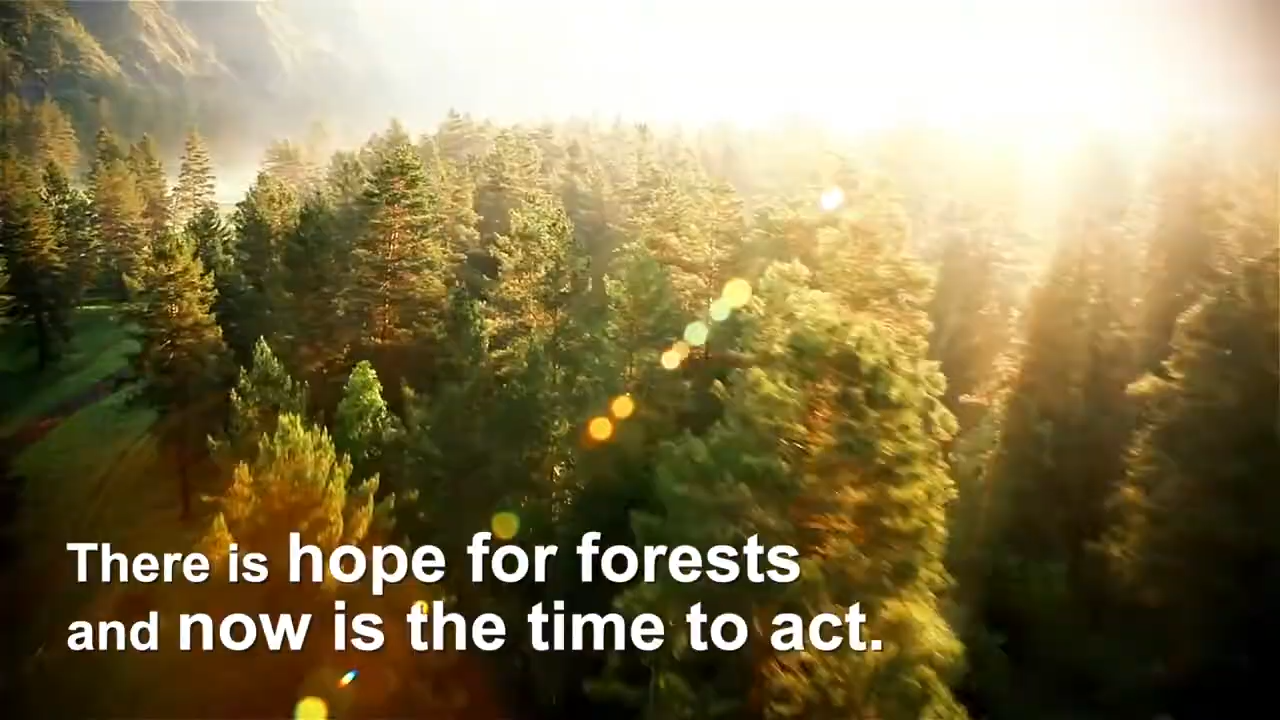 There is hope for forests
and now is the time to act.